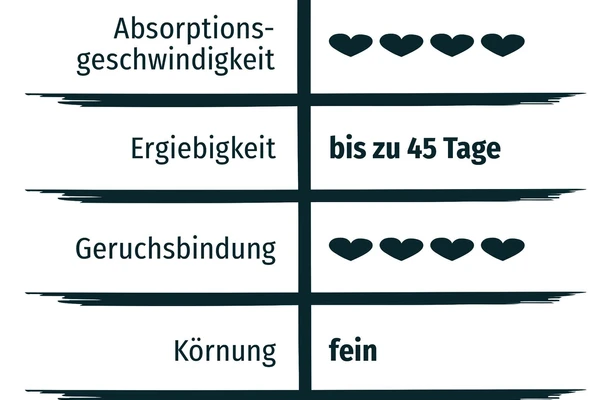 Absorptions-
geschwindigkeit
Ergiebigkeit
bis zu 45 Tage
Geruchsbindung
Körnung
fein